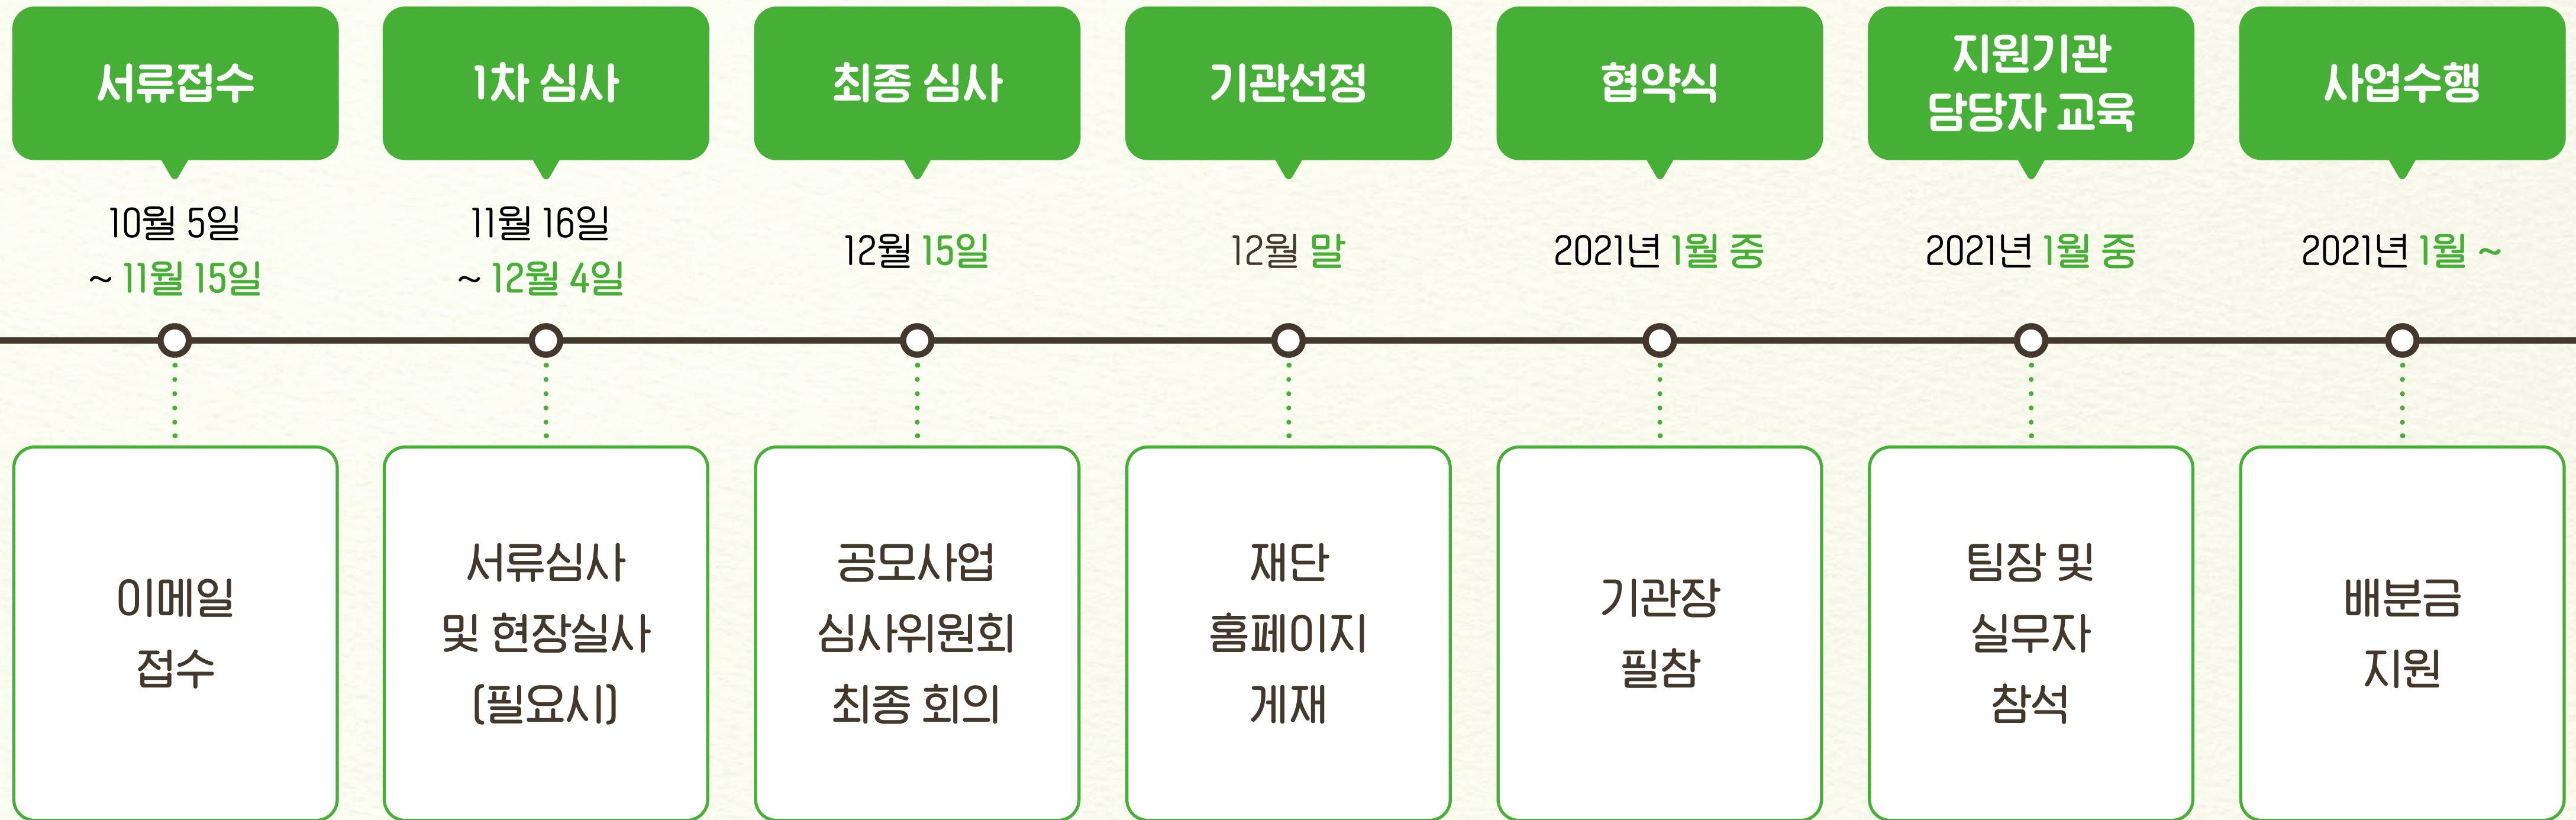 서류접수
10월 5일
~ 11월 15일
이메일
접수
1차 심사
11월 16일
~ 12월 4일
서류심사
및 현장실사
(필요시)
최종 심사
12월 15일
공모사업
심사위원회
최종 회의
기관선정
12월 말
재단
홈페이지
게재
협약식
2021년 1월 중
기관장
필참
지원기관
담당자 교육
2021년 1월 중
팀장 및
실무자
참석
사업수행
2021년 1월 ~
배분금
지원